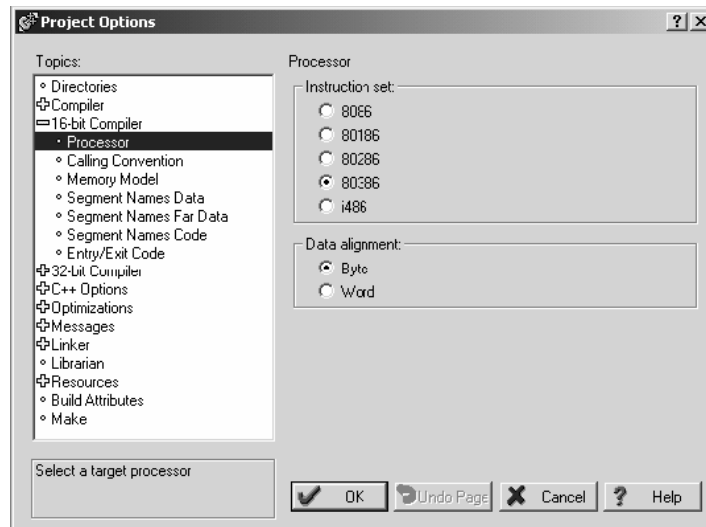 Project Options
Topics:
Directories
Compiler
16-bit Compiler
Processor
Calling Convention
Memory Model
Segment Names Data
Segment Names Far Data
Segment Names Code
Entry/Exit Code
32-bit Compiler
C++ Options
Optimizations
Messages
Linker
Librarian
Resources
Build Attributes
Make
Select a target processor
Processor
Instruction set:
8086
80186
80286
80386
i486
Data alignment:
Byte
Word
OK
Undo Page
Cancel
Help